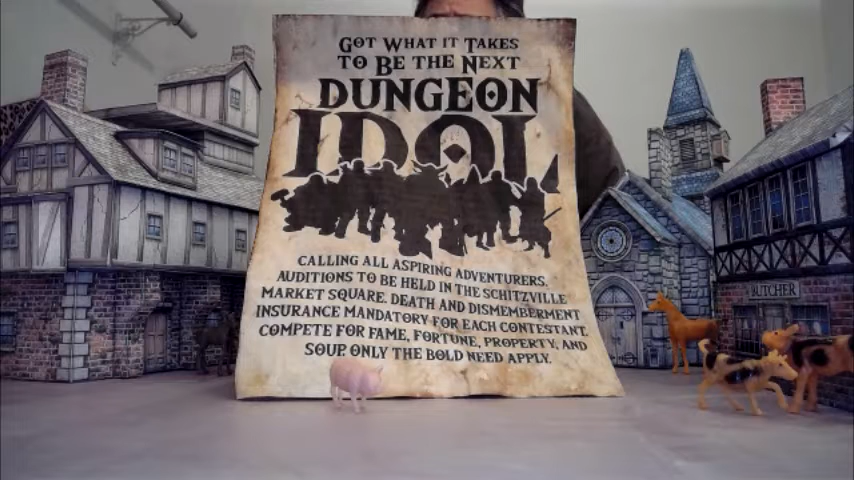 Got What it Takes
to Be the Next
Dungeon
Idol
Calling all aspiring adventurers.
Auditions to be held in the Schitzville
Market Square. Death and Dismemberment
Insurance mandatory for each contestant.
Compete for fame, fortune, property, and
soup. Only the bold need apply.
Butcher